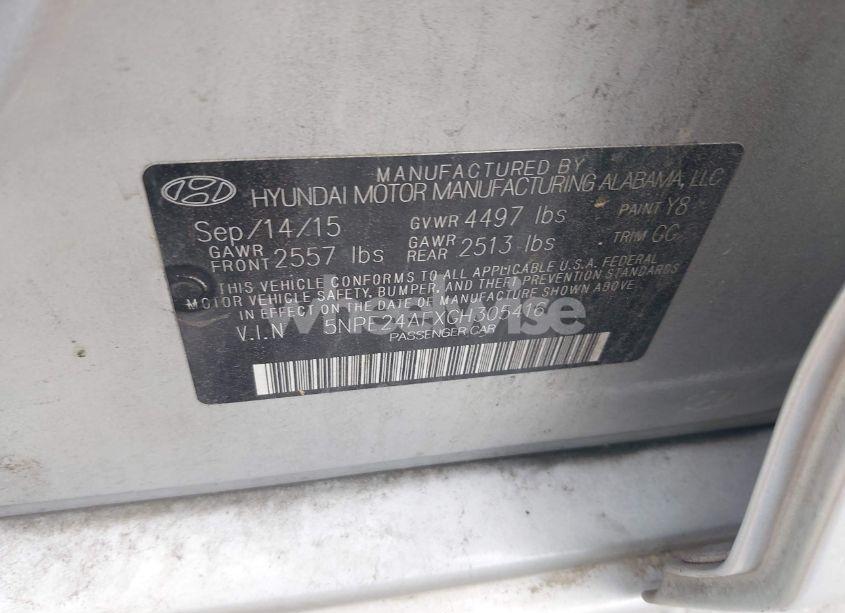 MANUFACTURED BY
HYUNDAI MOTOR MANUFACTURING ALABAMA, LLC
Sep/14/15 GVWR 4497 lbs PAINT Y8
GAWR FRONT 2557 lbs GAWR REAR 2513 lbs TRIM GC
THIS VEHICLE CONFORMS TO ALL APPLICABLE U.S.A. FEDERAL
MOTOR VEHICLE SAFETY, BUMPER, AND THEFT PREVENTION STANDARDS
IN EFFECT ON THE DATE OF MANUFACTURE SHOWN ABOVE.
V.I.N 5NPE24AFXGH305416
PASSENGER CAR